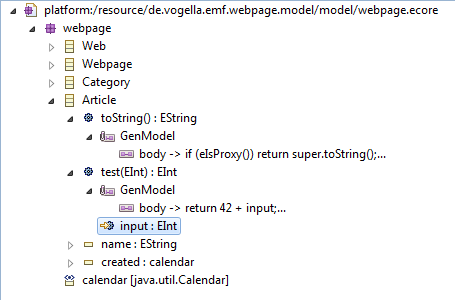 platform:/resource/de.vogella.emf.webpage.model/model/webpage.ecore
webpage
Web
Webpage
Category
Article
toString() : EString
GenModel
body -> if (eIsProxy()) return super.toString();...
test(EInt) : EInt
GenModel
body -> return 42 + input;...
input : EInt
name : EString
created : calendar
calendar [java.util.Calendar]